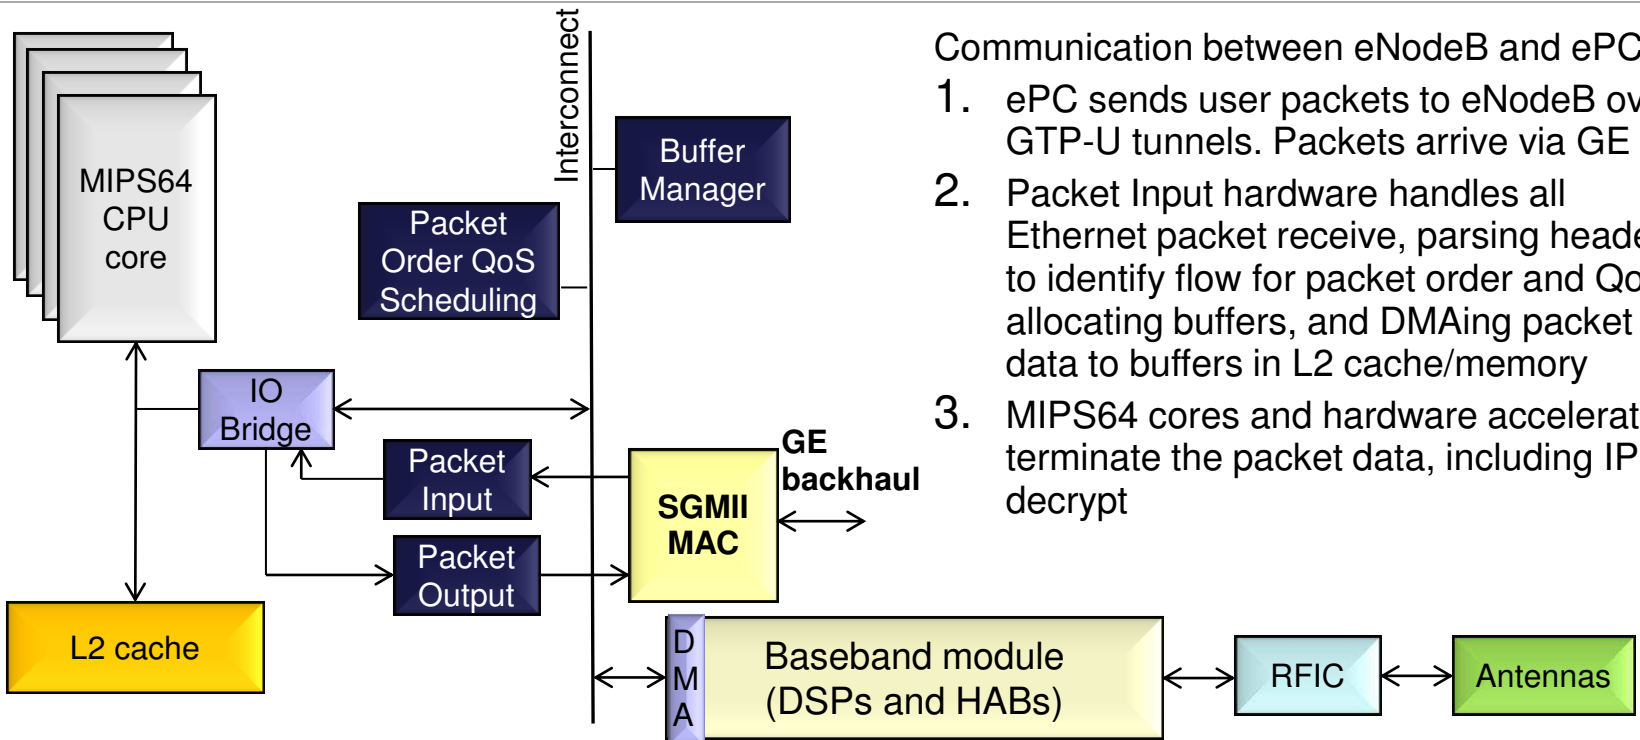 Interconnect
MIPS64
CPU
core
Buffer
Manager
Packet
Order QoS
Scheduling
IO
Bridge
Packet
Input
Packet
Output
SGMII
MAC
GE
backhaul
L2 cache
D
M
A
Baseband module
(DSPs and HABs)
RFIC
Antennas
Communication between eNodeB and ePC
1. ePC sends user packets to eNodeB ov
GTP-U tunnels. Packets arrive via GE
2. Packet Input hardware handles all
Ethernet packet receive, parsing heade
to identify flow for packet order and Qo
allocating buffers, and DMAing packet
data to buffers in L2 cache/memory
3. MIPS64 cores and hardware accelerat
terminate the packet data, including IP
decrypt